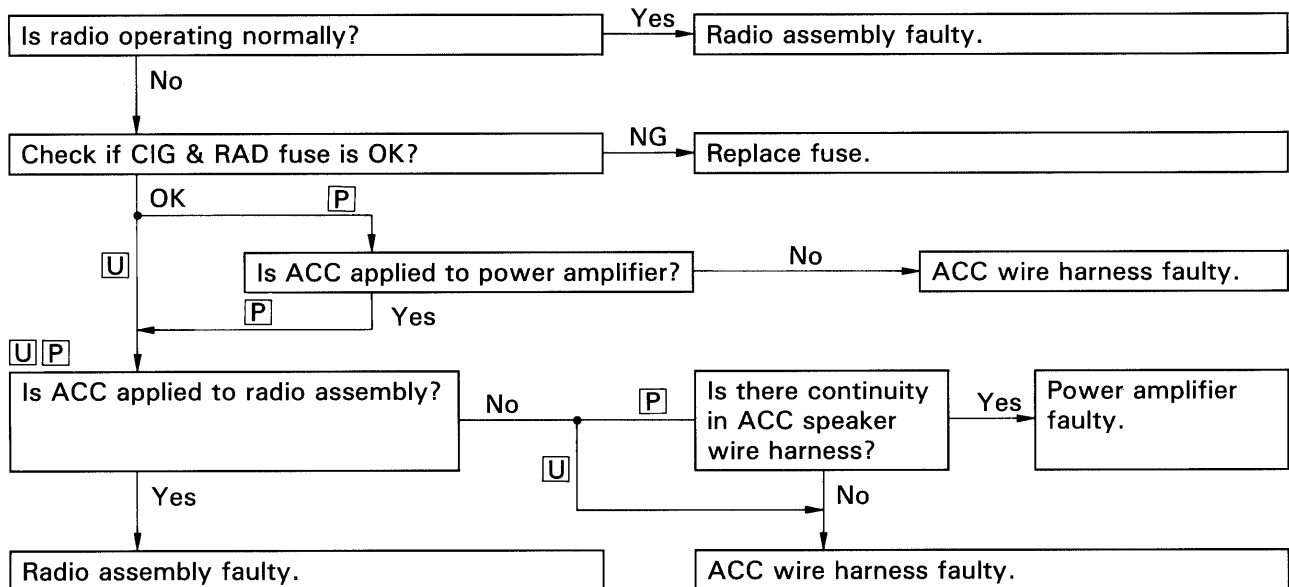 Is radio operating normally?
Yes
Radio assembly faulty.
No
Check if CIG & RAD fuse is OK?
NG
Replace fuse.
OK
P
U
Is ACC applied to power amplifier?
No
ACC wire harness faulty.
P
Yes
U P
Is ACC applied to radio assembly?
No
P
Is there continuity
in ACC speaker
wire harness?
Yes
Power amplifier
faulty.
U
Yes
No
Radio assembly faulty.
ACC wire harness faulty.